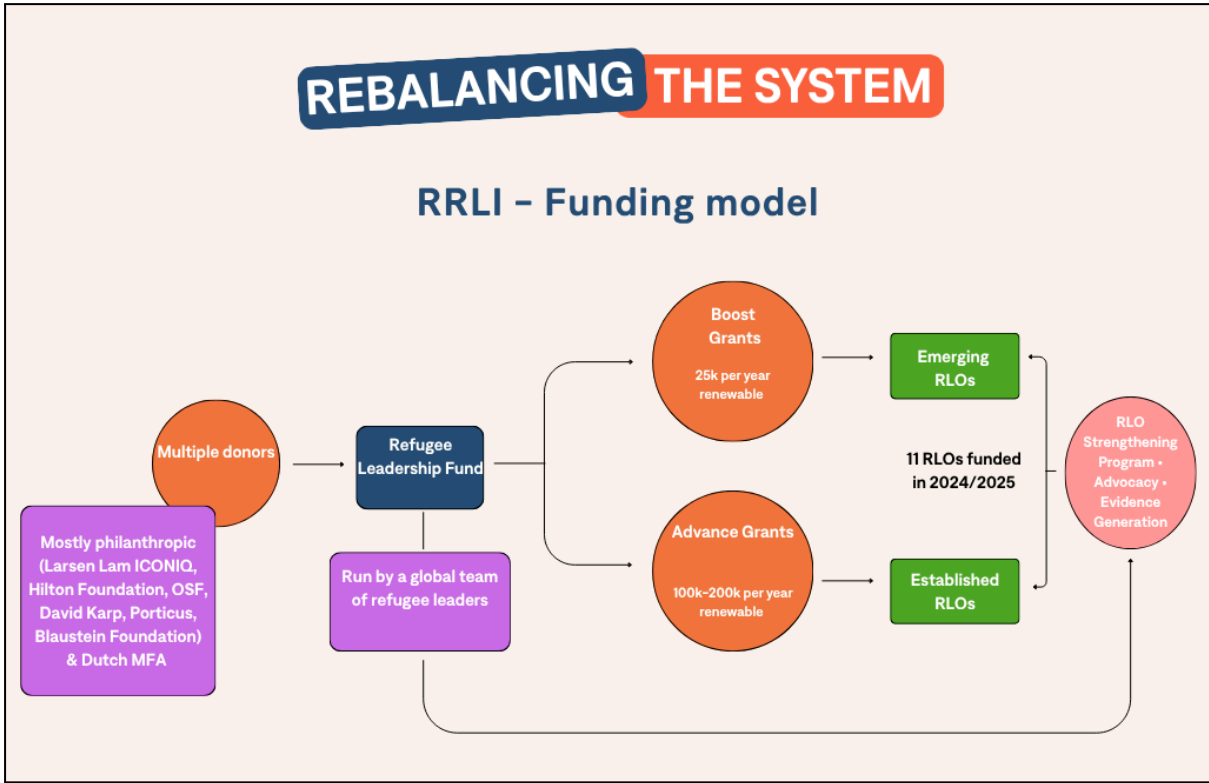 REBALANCING THE SYSTEM
RRLI – Funding model
Multiple donors
Mostly philanthropic
(Larsen Lam ICONIQ,
Hilton Foundation, OSF,
David Karp, Porticus,
Blaustein Foundation)
& Dutch MFA
Refugee
Leadership Fund
Run by a global team
of refugee leaders
Boost
Grants
25k per year
renewable
Advance Grants
100k-200k per year
renewable
Emerging
RLOs
11 RLOs funded
in 2024/2025
Established
RLOs
RLO
Strengthening
Program •
Advocacy •
Evidence
Generation